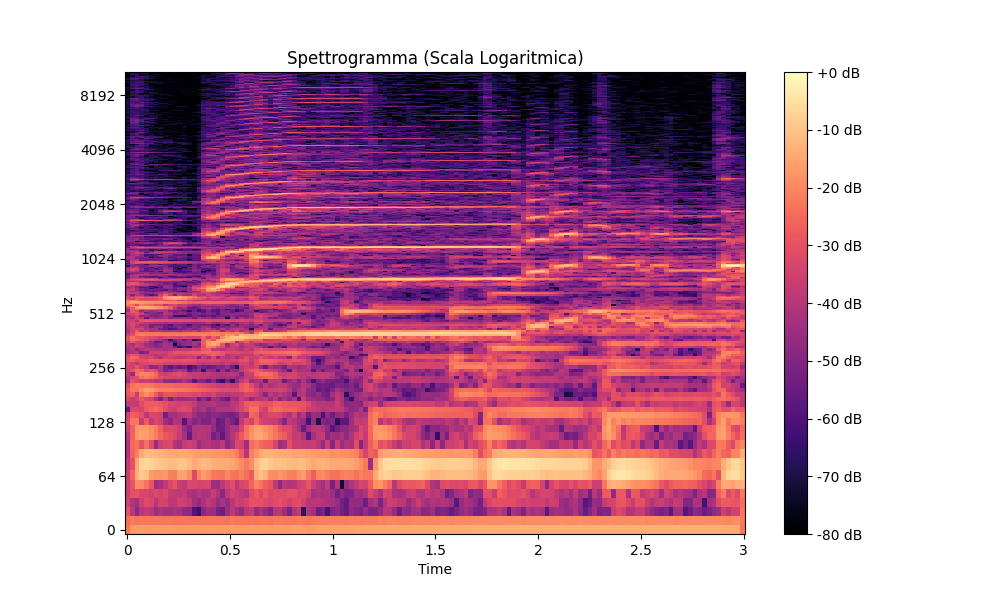 Spettrogramma (Scala Logaritmica)
Hz
8192
4096
2048
1024
512
256
128
64
0
0 0.5 1 1.5 2 2.5 3
Time
+0 dB
-10 dB
-20 dB
-30 dB
-40 dB
-50 dB
-60 dB
-70 dB
-80 dB